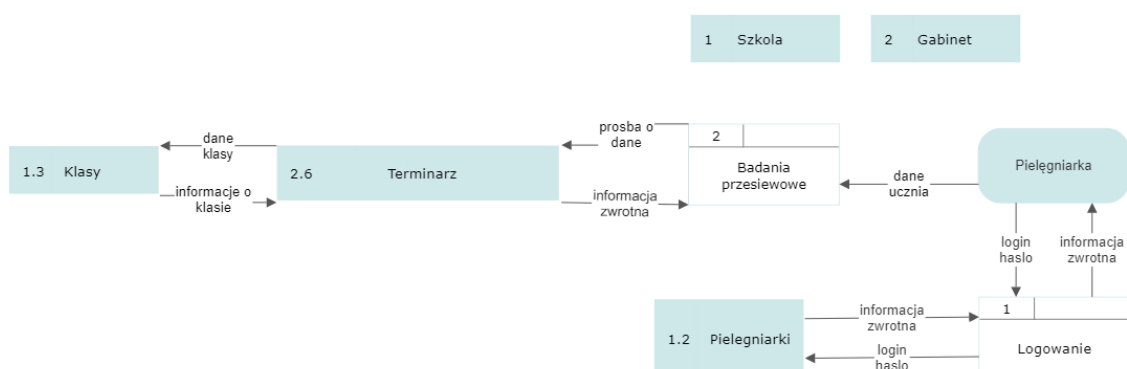 1 Szkola
2 Gabinet
prosba o
dane
2
dane
klasy
1.3 Klasy
2.6 Terminarz
Badania
przesiewowe
Pielęgniarka
dane
ucznia
informacje o
klasie
informacja
zwrotna
login
haslo
informacja
zwrotna
informacja
zwrotna
1
1.2 Pielegniarki
Logowanie
login
haslo